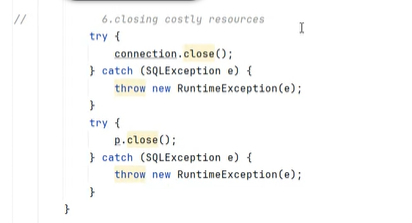 //          6.closing costly resources
try {
    connection.close();
} catch (SQLException e) {
    throw new RuntimeException(e);
}
try {
    p.close();
} catch (SQLException e) {
    throw new RuntimeException(e);
}
}